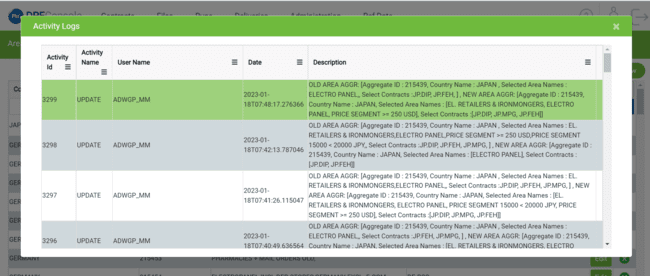 Activity Logs
Activity Id
Activity Name
User Name
Date
Description
3299 UPDATE ADWGP_MM 2023-01-18T07:48:17.276366
OLD AREA AGGR: [Aggregate ID : 215439, Country Name : JAPAN , Selected Area Names :
ELECTRO PANEL,, Select Contracts :JP.DIP, JP.FEH, ] , NEW AREA AGGR: [Aggregate ID : 215439,
Country Name : JAPAN, Selected Area Names : [EL. RETAILERS & IRONMONGERS, ELECTRO
PANEL, PRICE SEGMENT >= 250 USD], Select Contracts :[JP.DIP, JP.MPG, JP.FEH]]
3298 UPDATE ADWGP_MM 2023-01-18T07:42:13.787046
OLD AREA AGGR: [Aggregate ID : 215439, Country Name : JAPAN , Selected Area Names : EL.
RETAILERS & IRONMONGERS,ELECTRO PANEL,PRICE SEGMENT >= 250 USD,PRICE SEGMENT
15000 < 20000 JPY,, Select Contracts :JP.DIP, JP.FEH, JP.MPG, ] , NEW AREA AGGR: [Aggregate ID :
215439, Country Name : JAPAN, Selected Area Names : [ELECTRO PANEL], Select Contracts :
[JP.DIP, JP.FEH]]
3297 UPDATE ADWGP_MM 2023-01-18T07:41:26.115047
OLD AREA AGGR: [Aggregate ID : 215439, Country Name : JAPAN , Selected Area Names : EL.
RETAILERS & IRONMONGERS,ELECTRO PANEL,, Select Contracts :JP.DIP, JP.FEH, JP.MPG, ] , NEW
AREA AGGR: [Aggregate ID : 215439, Country Name : JAPAN, Selected Area Names : [EL.
RETAILERS & IRONMONGERS, ELECTRO PANEL, PRICE SEGMENT 15000 < 20000 JPY, PRICE
SEGMENT >= 250 USD], Select Contracts :[JP.DIP, JP.MPG, JP.FEH]]
3296 UPDATE ADWGP_MM 2023-01-18T07:40:49.636564
OLD AREA AGGR: [Aggregate ID : 215439, Country Name : JAPAN , Selected Area Names :
ELECTRO PANEL,, Select Contracts :JP.DIP, JP.FEH, JP.MPG, ] , NEW AREA AGGR: [Aggregate ID :
215439, Country Name : JAPAN, Selected Area Names : [EL. RETAILERS & IRONMONGERS, ELECTRO